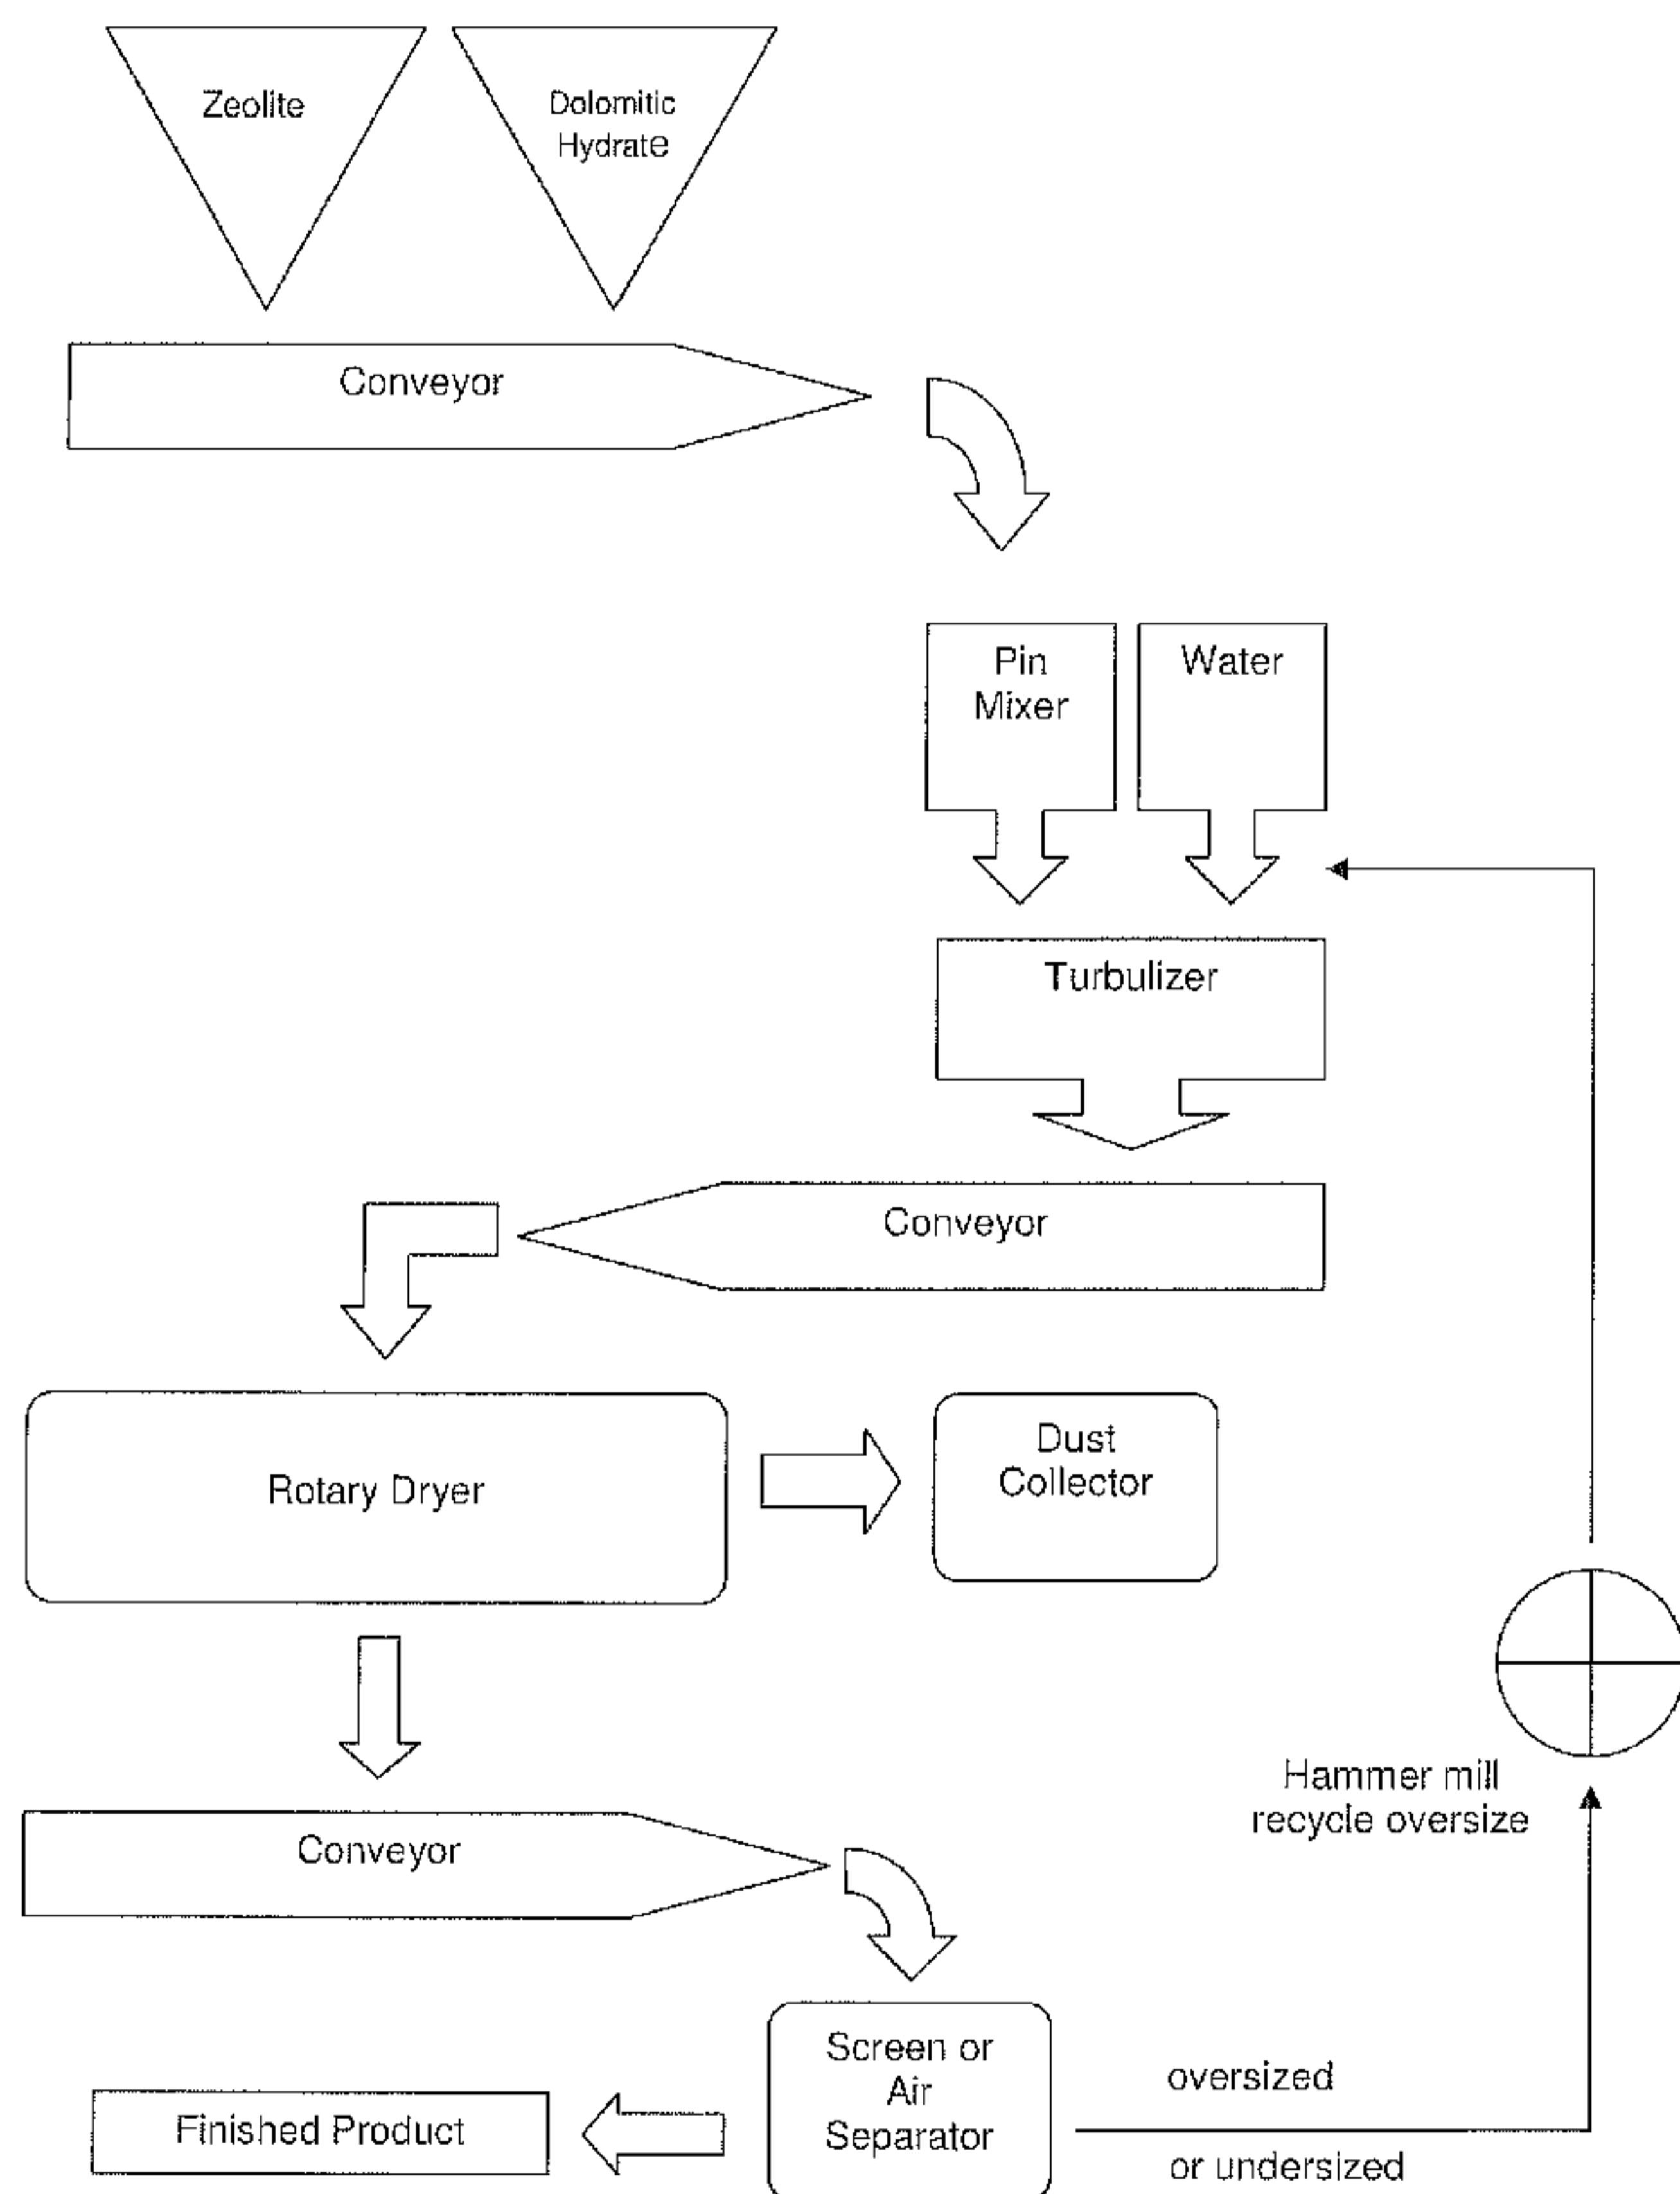 Zeolite
Dolomitic
Hydrate
Conveyor
Pin
Mixer
Water
Turbulizer
Conveyor
Rotary Dryer
Dust
Collector
Hammer mill
recycle oversize
Conveyor
Screen or
Air
Separator
oversized
or undersized
Finished Product